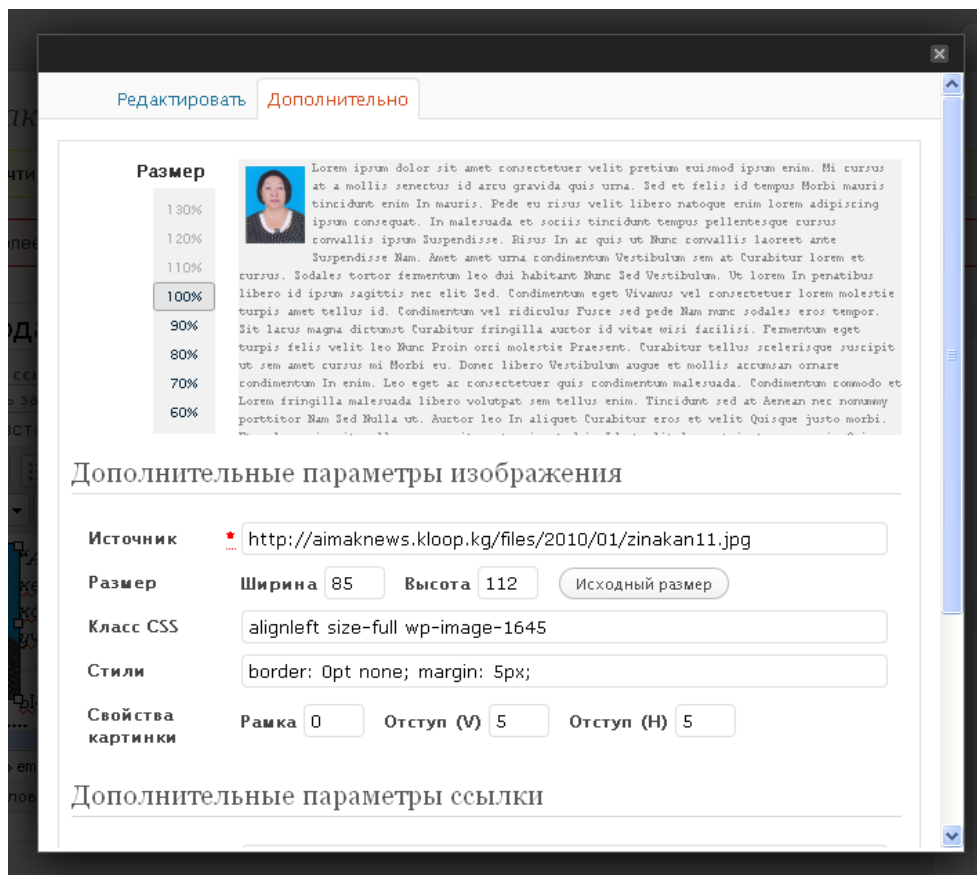 Редактировать Дополнительно
Размер
130%
120%
110%
100%
90%
80%
70%
60%
Lorem ipsum dolor sit amet consectetuer velit pretium euismod ipsum enim. Mi cursus
at a mollis senectus id arcu gravida quis urna. Sed et felis id tempus Morbi mauris
tincidunt enim In mauris. Pede eu risus velit libero natoque enim lorem adipiscing
ipsum consequat. In malesuada et sociis tincidunt tempus pellentesque cursus
convallis ipsum Suspendisse. Risus In ac quis ut Nunc convallis laoreet ante
Suspendisse Nam. Amet amet urna condimentum Vestibulum sem at Curabitur lorem et
cursus. Sodales tortor fermentum leo dui habitant Nunc Sed Vestibulum. Ut lorem In penatibus
libero id ipsum sagittis nec elit Sed. Condimentum eget Vivamus vel consectetuer lorem molestie
turpis amet tellus id. Condimentum vel ridiculus Fusce sed pede Nam nunc sodales eros tempor.
Sit lacus magna dictumst Curabitur fringilla auctor id vitae wisi facilisi. Fermentum eget
turpis felis velit leo Nunc Proin orci molestie Praesent. Curabitur tellus scelerisque suscipit
ut sem amet cursus mi Morbi eu. Donec libero Vestibulum augue et mollis accumsan ornare
condimentum In enim. Leo eget ac consectetuer quis condimentum malesuada. Condimentum commodo et
Lorem fringilla malesuada libero volutpat sem tellus enim. Tincidunt sed at Aenean nec nonummy
porttitor Nam Sed Nulla ut. Auctor leo In aliquet Curabitur eros et velit Quisque justo morbi.
Дополнительные параметры изображения
Источник * http://aimaknews.kloop.kg/files/2010/01/zinakan11.jpg
Размер Ширина 85 Высота 112 Исходный размер
Класс CSS alignleft size-full wp-image-1645
Стили border: 0pt none; margin: 5px;
Свойства картинки Рамка 0 Отступ (V) 5 Отступ (H) 5
Дополнительные параметры ссылки